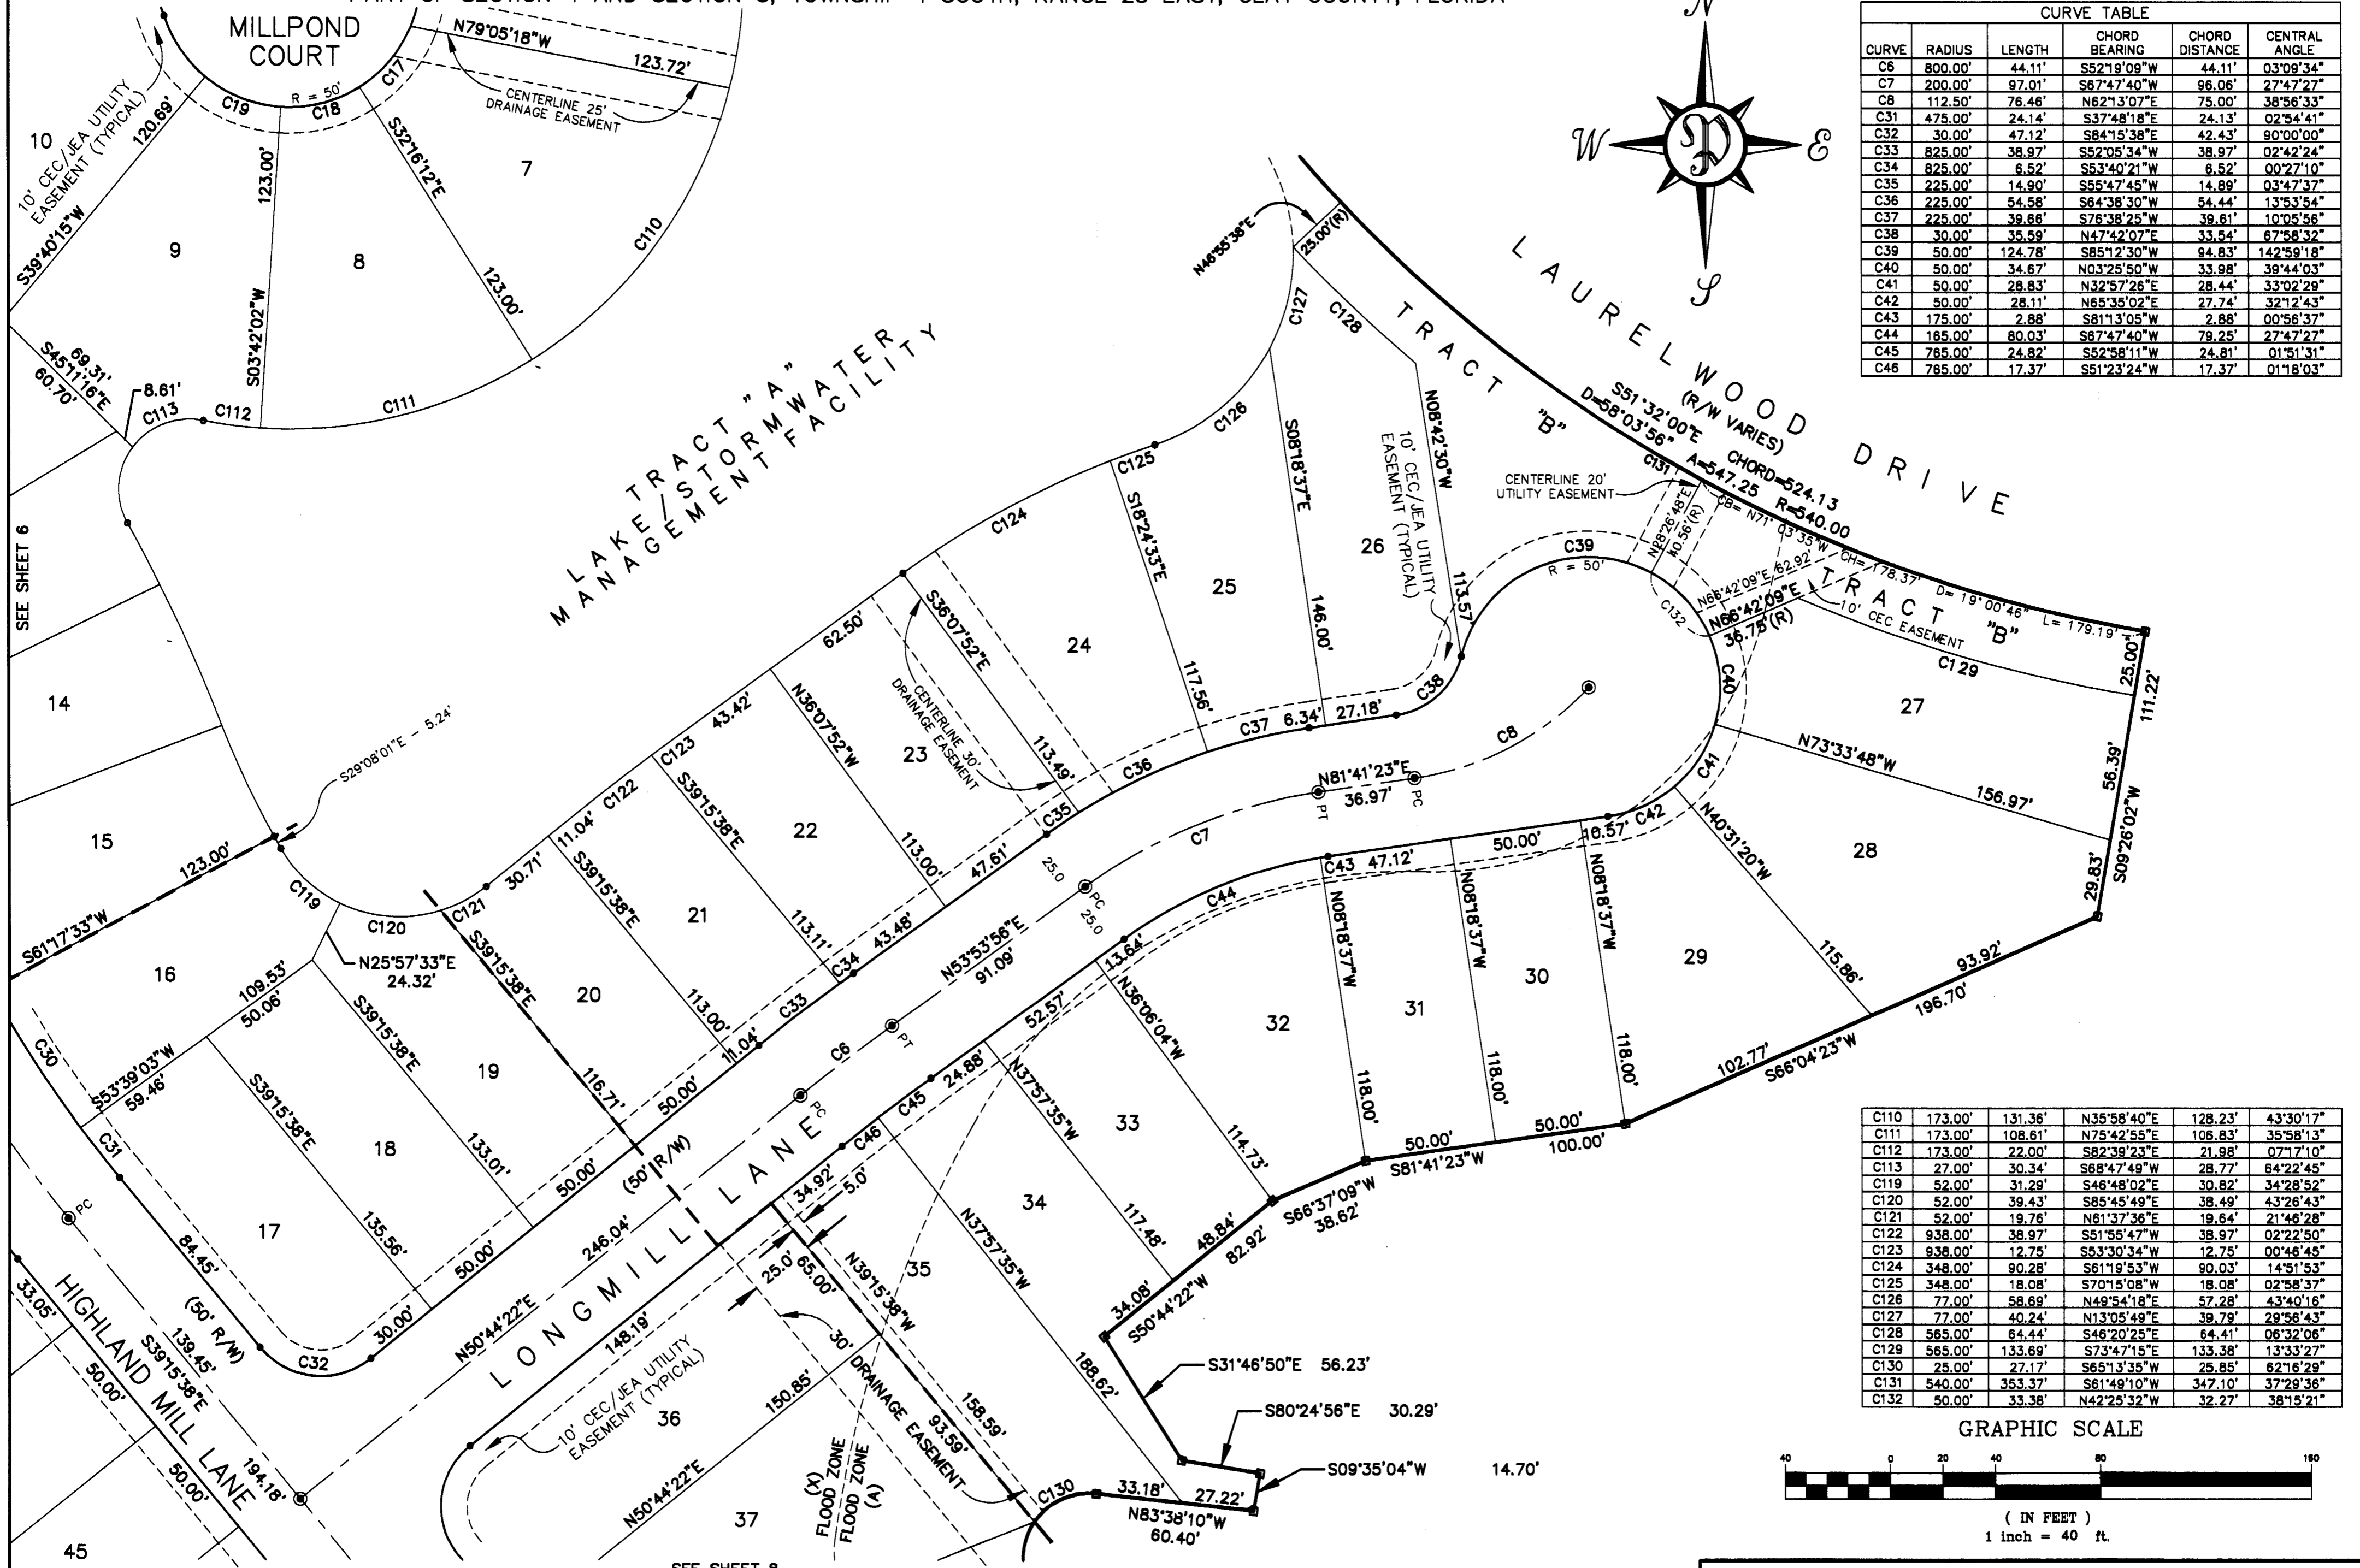 MILLPOND
COURT
R = 50'
C19
C18
C17
N79°05'18"W
123.72'
CENTERLINE 25'
DRAINAGE EASEMENT
10' CEC/JEA UTILITY
EASEMENT (TYPICAL)
120.69'
S39°40'15"W
10
9
8
7
123.00'
S03°42'02"W
S32°16'12"E
123.00'
C110
C111
C112
C113
8.61'
69.31'
S45°11'16"E
60.70'
SEE SHEET 6
14
15
S29°08'01"E - 5.24'
123.00'
S61°17'33"W
TRACT "A"
LAKE/STORMWATER
MANAGEMENT FACILITY
N
W
E
S
N46°55'38"E
25.00'(R)
LAURELWOOD DRIVE
S51°32'00"E
(R/W VARIES)
D=58°03'56"
CHORD=524.13
A=547.25 R=540.00
TRACT "B"
C127
C128
C126
C125
C124
S18°24'33"E
117.56'
S08°18'37"E
146.00'
N08°42'30"W
113.57'
10' CEC/JEA UTILITY
EASEMENT (TYPICAL)
CENTERLINE 20'
UTILITY EASEMENT
C131
N28°26'48"E
40.56'(R)
CB= N71° 03'35"W
CH= 178.37'
D= 19°00'46"
L= 179.19'
N66°42'09"E 62.92'
N66°42'09"E
36.75'(R)
TRACT "B"
10' CEC EASEMENT
C129
C132
C39
R = 50'
C38
C40
C41
C42
25.00'
111.22'
56.39'
S09°26'02"W
29.83'
N73°33'48"W
156.97'
N40°31'20"W
115.86'
93.92'
196.70'
102.77'
S66°04'23"W
26
25
24
23
22
21
20
19
18
17
16
27
28
29
30
31
32
33
34
35
36
37
45
62.50'
S36°07'52"E
113.49'
CENTERLINE 30'
DRAINAGE EASEMENT
43.42'
C123
N36°07'52"W
113.00'
C122
11.04'
30.71'
S39°15'38"E
113.11'
S39°15'38"E
113.00'
S39°15'38"E
116.71'
C119
C120
C121
N25°57'33"E
24.32'
109.53'
50.06'
S53°39'03"W
59.46'
S39°15'38"E
133.01'
S39°15'38"E
135.56'
C30
C31
84.45'
C32
30.00'
50.00'
50.00'
50.00'
11.04'
C33
C34
43.48'
47.61'
C35
C36
C37
6.34'
27.18'
C8
N81°41'23"E
36.97'
PT
PC
C7
25.0
PC
25.0
N53°53'56"E
91.09'
PT
C6
PC
LONGMILL LANE
(50' R/W)
246.04'
N50°44'22"E
148.19'
C43
47.12'
50.00'
10.57'
C44
13.64'
52.57'
24.88'
C45
C46
34.92'
5.0'
N08°18'37"W
118.00'
N08°18'37"W
118.00'
N08°18'37"W
118.00'
N36°06'04"W
114.73'
N37°57'35"W
117.48'
N37°57'35"W
188.62'
50.00'
50.00'
S81°41'23"W
100.00'
S66°37'09"W
38.62'
48.84'
82.92'
34.08'
S50°44'22"W
S31°46'50"E 56.23'
S80°24'56"E 30.29'
S09°35'04"W 14.70'
33.18'
27.22'
N83°38'10"W
60.40'
C130
25.0'
65.00'
N39°15'38"W
158.59'
93.59'
30' DRAINAGE EASEMENT
150.85'
N50°44'22"E
10' CEC/JEA UTILITY
EASEMENT (TYPICAL)
FLOOD ZONE (X)
FLOOD ZONE (A)
PC
HIGHLAND MILL LANE
(50' R/W)
139.45'
S39°15'38"E
194.18'
33.05'
50.00'
50.00'
CURVE TABLE
CURVE RADIUS LENGTH CHORD BEARING CHORD DISTANCE CENTRAL ANGLE
C6 800.00' 44.11' S52°19'09"W 44.11' 03°09'34"
C7 200.00' 97.01' S67°47'40"W 96.06' 27°47'27"
C8 112.50' 76.46' N62°13'07"E 75.00' 38°56'33"
C31 475.00' 24.14' S37°48'18"E 24.13' 02°54'41"
C32 30.00' 47.12' S84°15'38"E 42.43' 90°00'00"
C33 825.00' 38.97' S52°05'34"W 38.97' 02°42'24"
C34 825.00' 6.52' S53°40'21"W 6.52' 00°27'10"
C35 225.00' 14.90' S55°47'45"W 14.89' 03°47'37"
C36 225.00' 54.58' S64°38'30"W 54.44' 13°53'54"
C37 225.00' 39.66' S76°38'25"W 39.61' 10°05'56"
C38 30.00' 35.59' N47°42'07"E 33.54' 67°58'32"
C39 50.00' 124.78' S85°12'30"W 94.83' 142°59'18"
C40 50.00' 34.67' N03°25'50"W 33.98' 39°44'03"
C41 50.00' 28.83' N32°57'26"E 28.44' 33°02'29"
C42 50.00' 28.11' N65°35'02"E 27.74' 32°12'43"
C43 175.00' 2.88' S81°13'05"W 2.88' 00°56'37"
C44 165.00' 80.03' S67°47'40"W 79.25' 27°47'27"
C45 765.00' 24.82' S52°58'11"W 24.81' 01°51'31"
C46 765.00' 17.37' S51°23'24"W 17.37' 01°18'03"
C110 173.00' 131.36' N35°58'40"E 128.23' 43°30'17"
C111 173.00' 108.61' N75°42'55"E 106.83' 35°58'13"
C112 173.00' 22.00' S82°39'23"E 21.98' 07°17'10"
C113 27.00' 30.34' S68°47'49"W 28.77' 64°22'45"
C119 52.00' 31.29' S46°48'02"E 30.82' 34°28'52"
C120 52.00' 39.43' S85°45'49"E 38.49' 43°26'43"
C121 52.00' 19.76' N61°37'36"E 19.64' 21°46'28"
C122 938.00' 38.97' S51°55'47"W 38.97' 02°22'50"
C123 938.00' 12.75' S53°30'34"W 12.75' 00°46'45"
C124 348.00' 90.28' S61°19'53"W 90.03' 14°51'53"
C125 348.00' 18.08' S70°15'08"W 18.08' 02°58'37"
C126 77.00' 58.69' N49°54'18"E 57.28' 43°40'16"
C127 77.00' 40.24' N13°05'49"E 39.79' 29°56'43"
C128 565.00' 64.44' S46°20'25"E 64.41' 06°32'06"
C129 565.00' 133.69' S73°47'15"E 133.38' 13°33'27"
C130 25.00' 27.17' S65°13'35"W 25.85' 62°16'29"
C131 540.00' 353.37' S61°49'10"W 347.10' 37°29'36"
C132 50.00' 33.38' N42°25'32"W 32.27' 38°15'21"
GRAPHIC SCALE
40 0 20 40 80 160
( IN FEET )
1 inch = 40 ft.